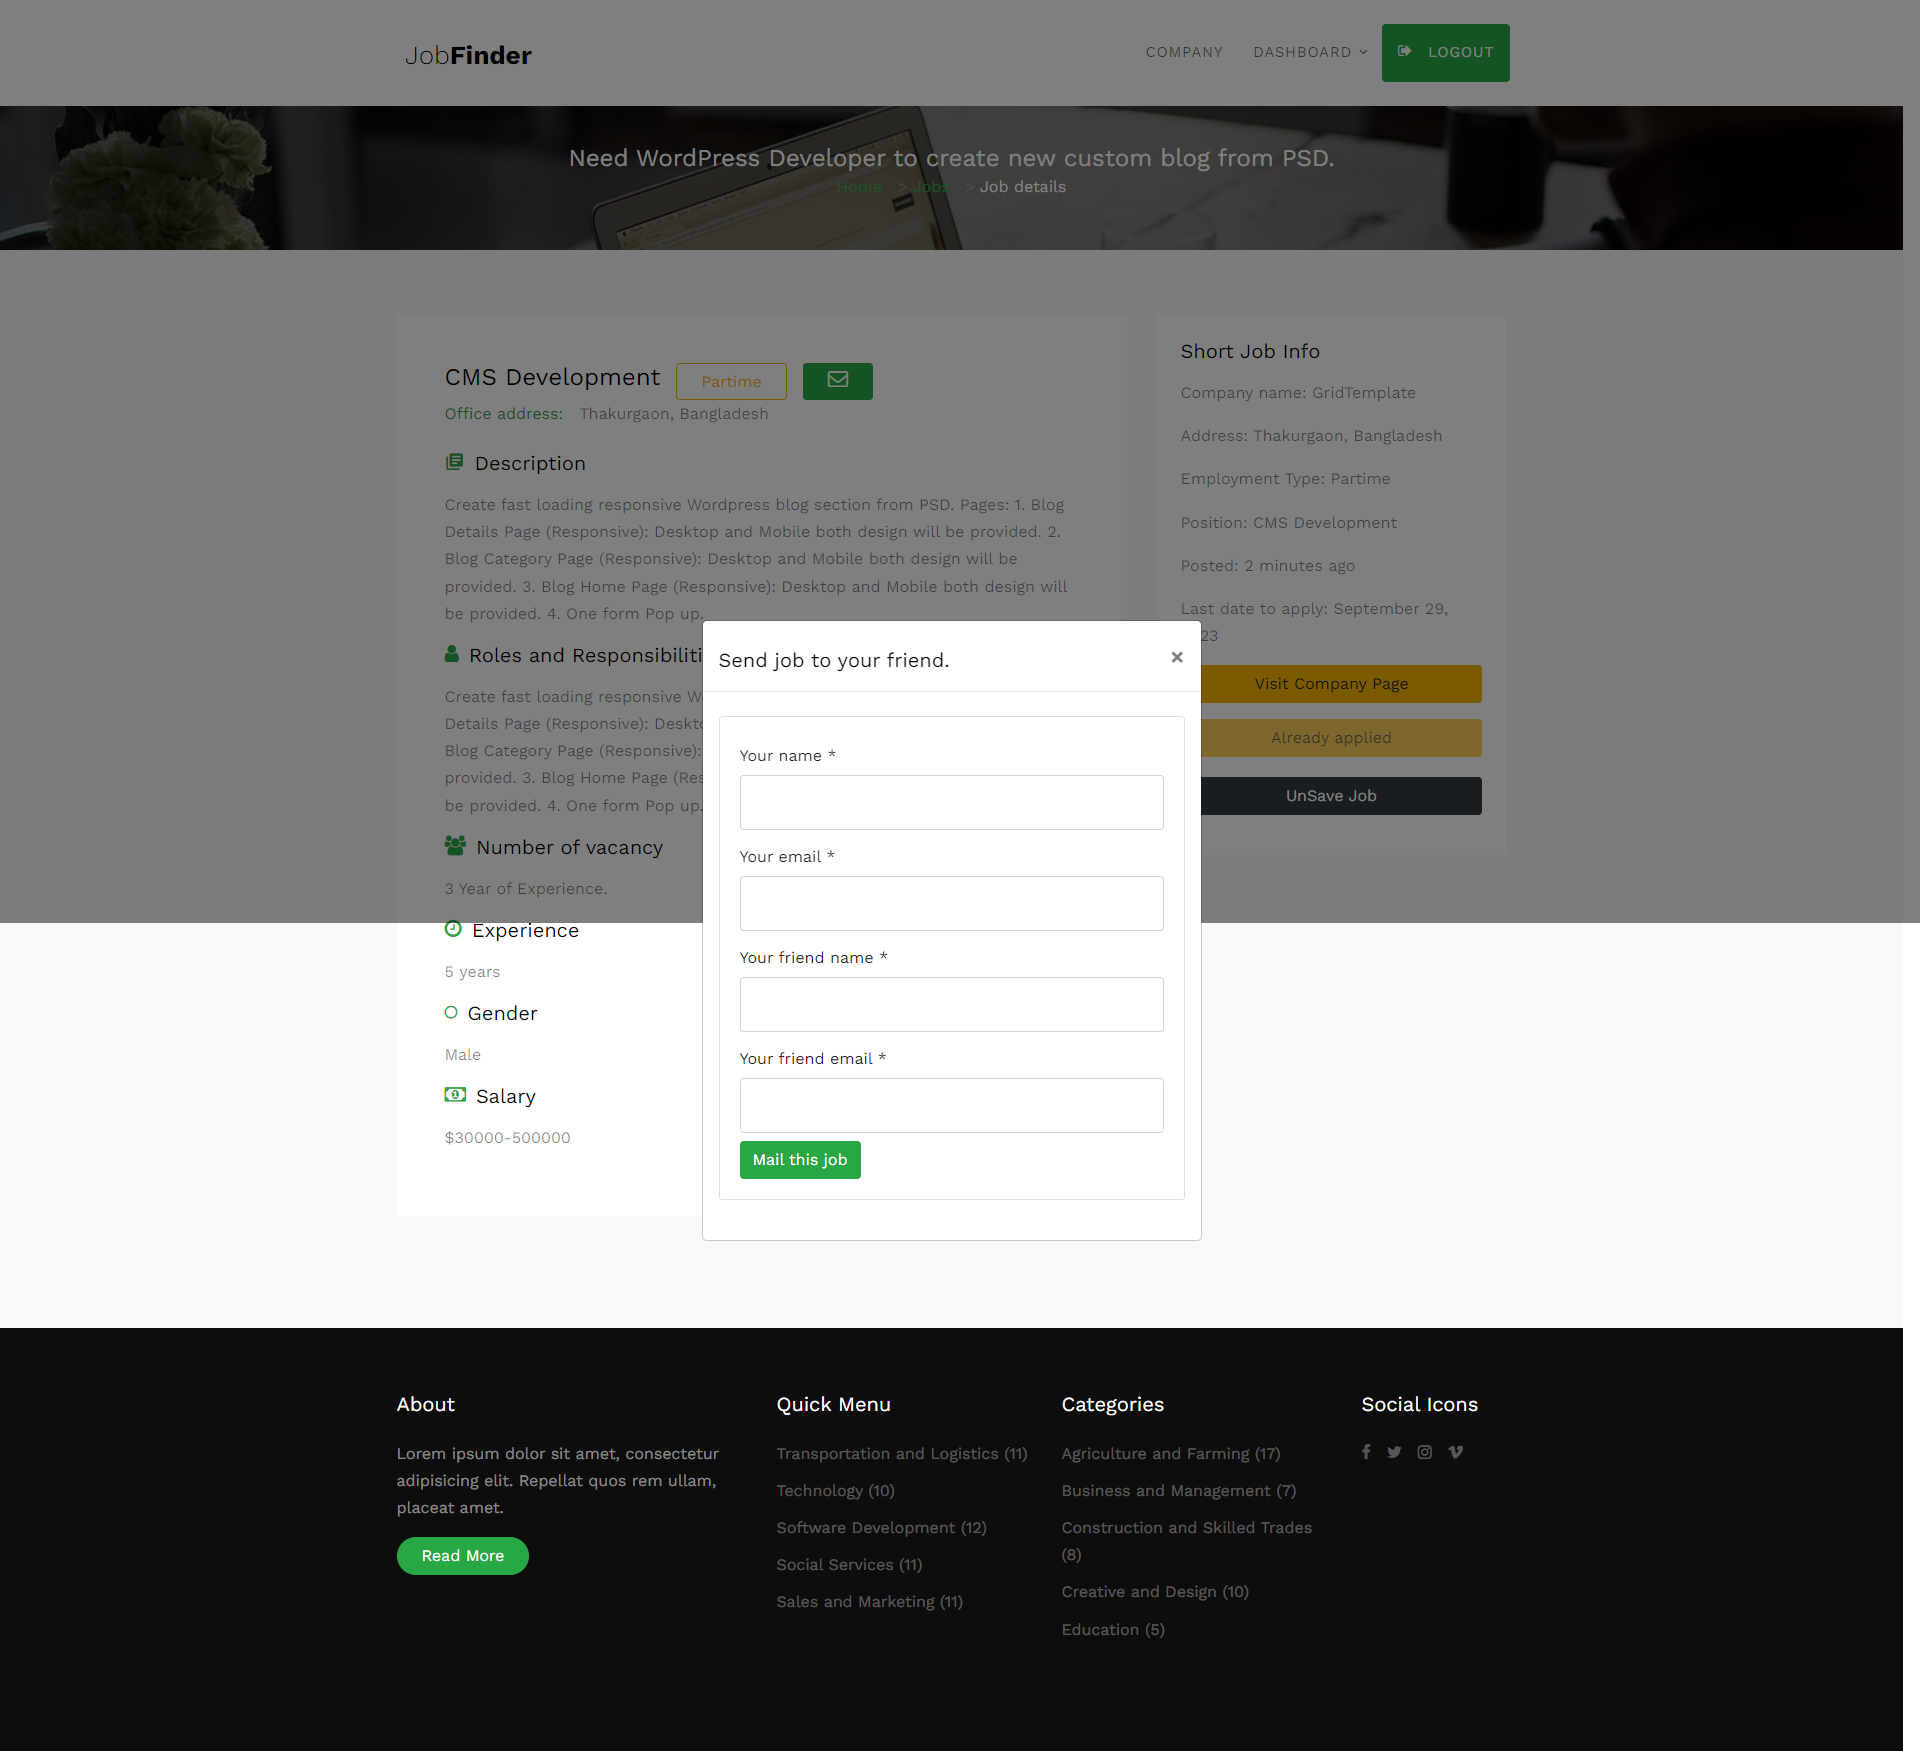 JobFinder
COMPANY
DASHBOARD
LOGOUT
Need WordPress Developer to create new custom blog from PSD.
Home > Jobs > Job details
CMS Development
Partime
Office address: Thakurgaon, Bangladesh
Description
Create fast loading responsive Wordpress blog section from PSD. Pages: 1. Blog
Details Page (Responsive): Desktop and Mobile both design will be provided. 2.
Blog Category Page (Responsive): Desktop and Mobile both design will be
provided. 3. Blog Home Page (Responsive): Desktop and Mobile both design will
be provided. 4. One form Pop up.
Roles and Responsibiliti
Create fast loading responsive W
Details Page (Responsive): Deskto
Blog Category Page (Responsive):
provided. 3. Blog Home Page (Res
be provided. 4. One form Pop up.
Number of vacancy
3 Year of Experience.
Experience
5 years
Gender
Male
Salary
$30000-500000
Short Job Info
Company name: GridTemplate
Address: Thakurgaon, Bangladesh
Employment Type: Partime
Position: CMS Development
Posted: 2 minutes ago
Last date to apply: September 29,
23
Visit Company Page
Already applied
UnSave Job
Send job to your friend.
×
Your name *
Your email *
Your friend name *
Your friend email *
Mail this job
About
Lorem ipsum dolor sit amet, consectetur
adipisicing elit. Repellat quos rem ullam,
placeat amet.
Read More
Quick Menu
Transportation and Logistics (11)
Technology (10)
Software Development (12)
Social Services (11)
Sales and Marketing (11)
Categories
Agriculture and Farming (17)
Business and Management (7)
Construction and Skilled Trades
(8)
Creative and Design (10)
Education (5)
Social Icons